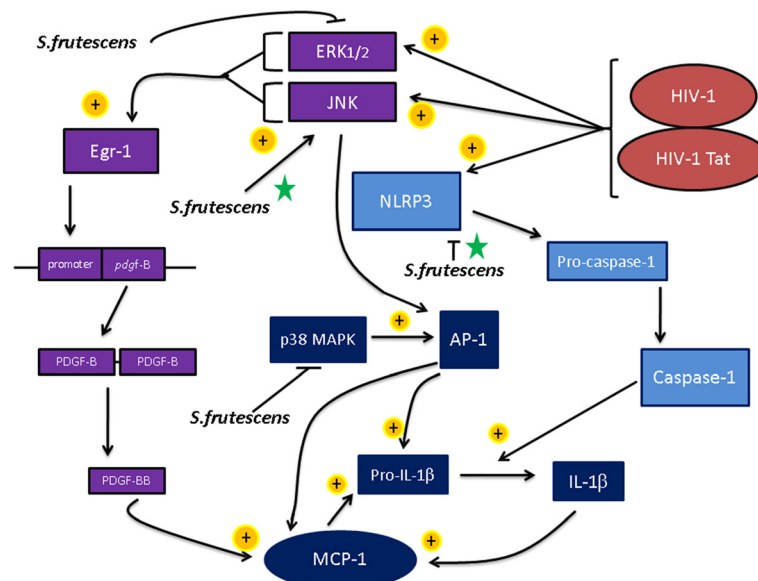 S.frutescens
+
ERK1/2
HIV-1
+
JNK
+
HIV-1 Tat
Egr-1
+
+
NLRP3
S.frutescens
Pro-caspase-1
promoter pdgf-B
S.frutescens
p38 MAPK
+
AP-1
PDGF-B PDGF-B
Caspase-1
S.frutescens
+
+
Pro-IL-1β
IL-1β
PDGF-BB
+
+
MCP-1
+